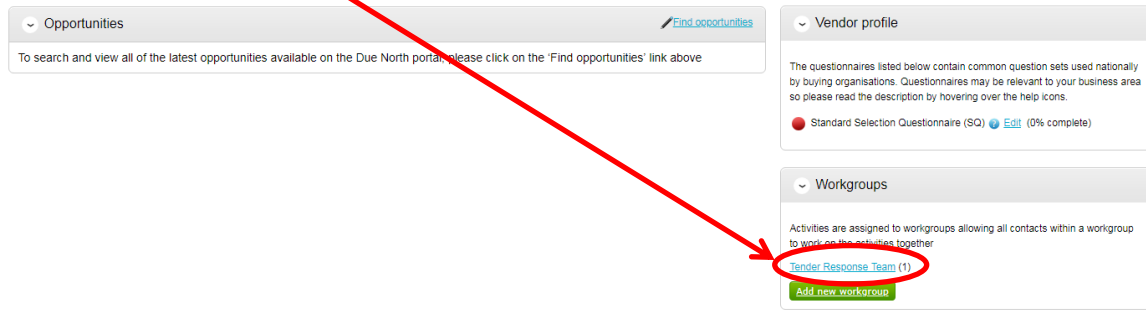 Opportunities
Find opportunities
To search and view all of the latest opportunities available on the Due North portal, please click on the 'Find opportunities' link above
Vendor profile
The questionnaires listed below contain common question sets used nationally
by buying organisations. Questionnaires may be relevant to your business area
so please read the description by hovering over the help icons.
Standard Selection Questionnaire (SQ) ? Edit (0% complete)
Workgroups
Activities are assigned to workgroups allowing all contacts within a workgroup
to work on the activities together
Tender Response Team (1)
Add new workgroup